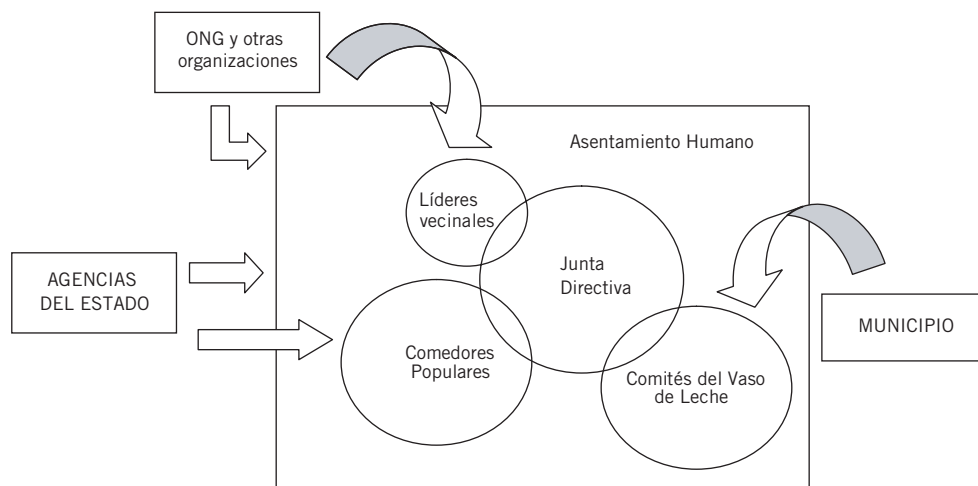 ONG y otras
organizaciones
Asentamiento Humano
Líderes
vecinales
Junta
Directiva
AGENCIAS
DEL ESTADO
MUNICIPIO
Comedores
Populares
Comités del Vaso
de Leche